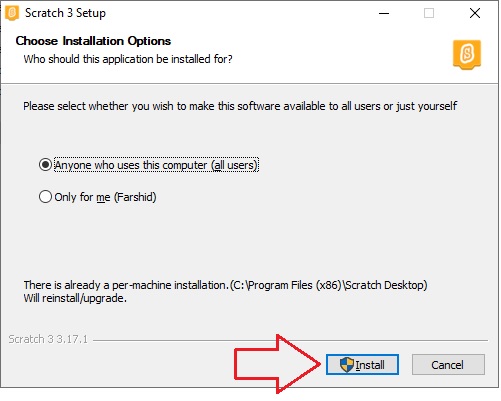 Scratch 3 Setup
Choose Installation Options
Who should this application be installed for?
Please select whether you wish to make this software available to all users or just yourself
Anyone who uses this computer (all users)
Only for me (Farshid)
There is already a per-machine installation.(C:\Program Files (x86)\Scratch Desktop)
Will reinstall/upgrade.
Scratch 3 3.17.1
Install Cancel